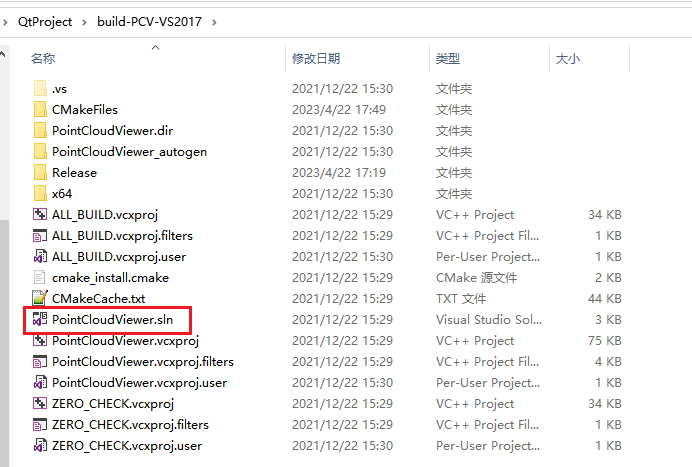 QtProject > build-PCV-VS2017 >
名称 修改日期 类型 大小
.vs 2021/12/22 15:30 文件夹
CMakeFiles 2023/4/22 17:49 文件夹
PointCloudViewer.dir 2021/12/22 15:30 文件夹
PointCloudViewer_autogen 2021/12/22 15:30 文件夹
Release 2023/4/22 17:19 文件夹
x64 2021/12/22 15:30 文件夹
ALL_BUILD.vcxproj 2021/12/22 15:29 VC++ Project 34 KB
ALL_BUILD.vcxproj.filters 2021/12/22 15:29 VC++ Project Fil... 1 KB
ALL_BUILD.vcxproj.user 2021/12/22 15:30 Per-User Project... 1 KB
cmake_install.cmake 2021/12/22 15:29 CMake 源文件 2 KB
CMakeCache.txt 2021/12/22 15:29 TXT 文件 44 KB
PointCloudViewer.sln 2021/12/22 15:29 Visual Studio Sol... 3 KB
PointCloudViewer.vcxproj 2021/12/22 15:29 VC++ Project 75 KB
PointCloudViewer.vcxproj.filters 2021/12/22 15:29 VC++ Project Fil... 4 KB
PointCloudViewer.vcxproj.user 2021/12/22 15:30 Per-User Project... 1 KB
ZERO_CHECK.vcxproj 2021/12/22 15:29 VC++ Project 34 KB
ZERO_CHECK.vcxproj.filters 2021/12/22 15:29 VC++ Project Fil... 1 KB
ZERO_CHECK.vcxproj.user 2021/12/22 15:30 Per-User Project... 1 KB